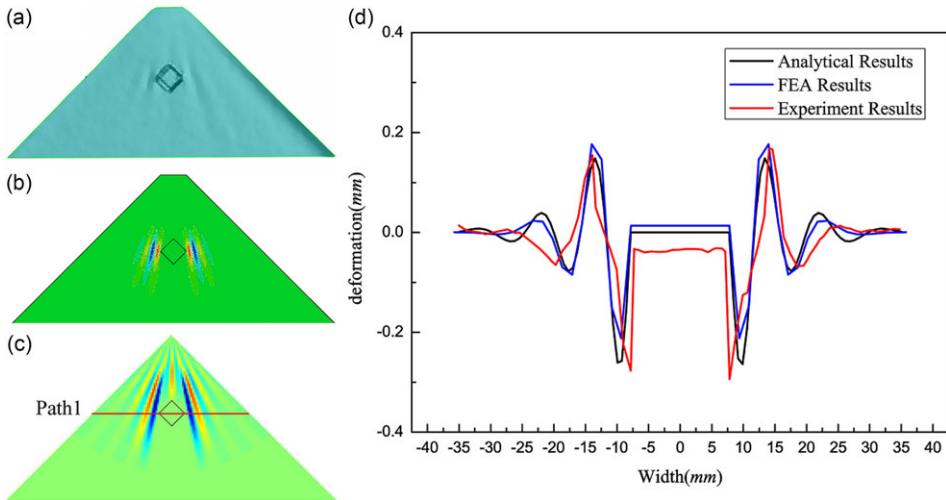 (a)
(b)
(c)
Path1
(d)
0.4
0.2
0.0
-0.2
-0.4
deformation(mm)
Analytical Results
FEA Results
Experiment Results
-40 -35 -30 -25 -20 -15 -10 -5 0 5 10 15 20 25 30 35 40
Width(mm)